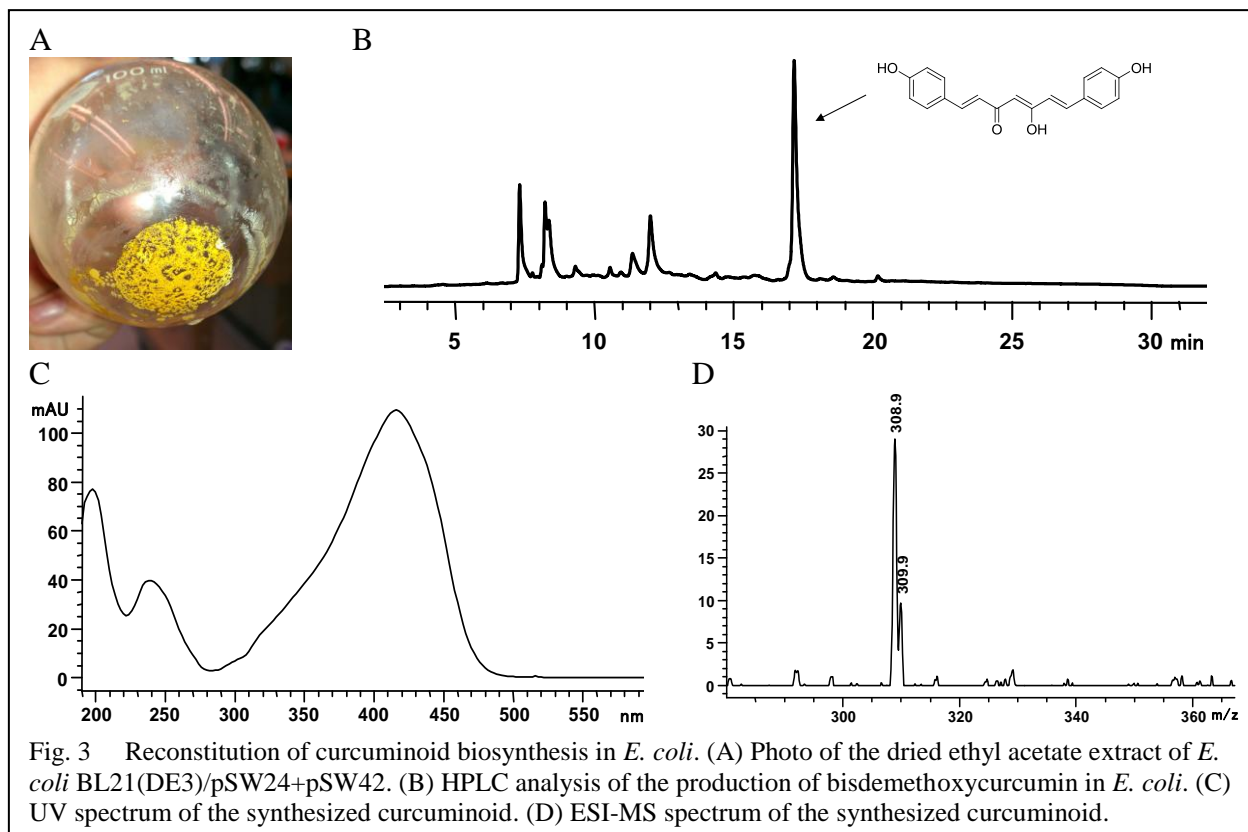 A
100 ml
B
HO
OH
O
OH
5
10
15
20
25
30 min
C
mAU
100
80
60
40
20
0
200
250
300
350
400
450
500
550
nm
D
30
25
20
15
10
5
0
308.9
309.9
300
320
340
360
m/z
Fig. 3 Reconstitution of curcuminoid biosynthesis in E. coli. (A) Photo of the dried ethyl acetate extract of E.
coli BL21(DE3)/pSW24+pSW42. (B) HPLC analysis of the production of bisdemethoxycurcumin in E. coli. (C)
UV spectrum of the synthesized curcuminoid. (D) ESI-MS spectrum of the synthesized curcuminoid.